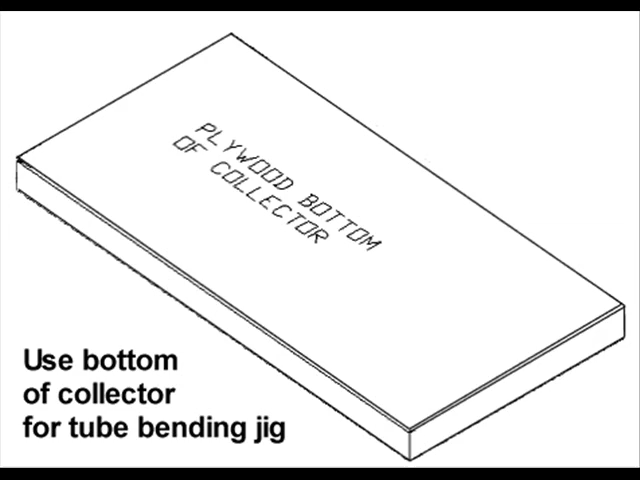 PLYWOOD BOTTOM
OF COLLECTOR
Use bottom
of collector
for tube bending jig